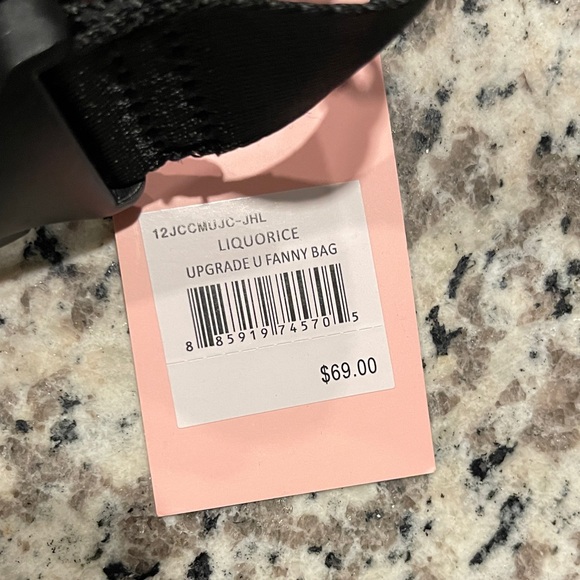 12JCCMUJC-JHL
LIQUORICE
UPGRADE U FANNY BAG
8 85919 74570 5
$69.00